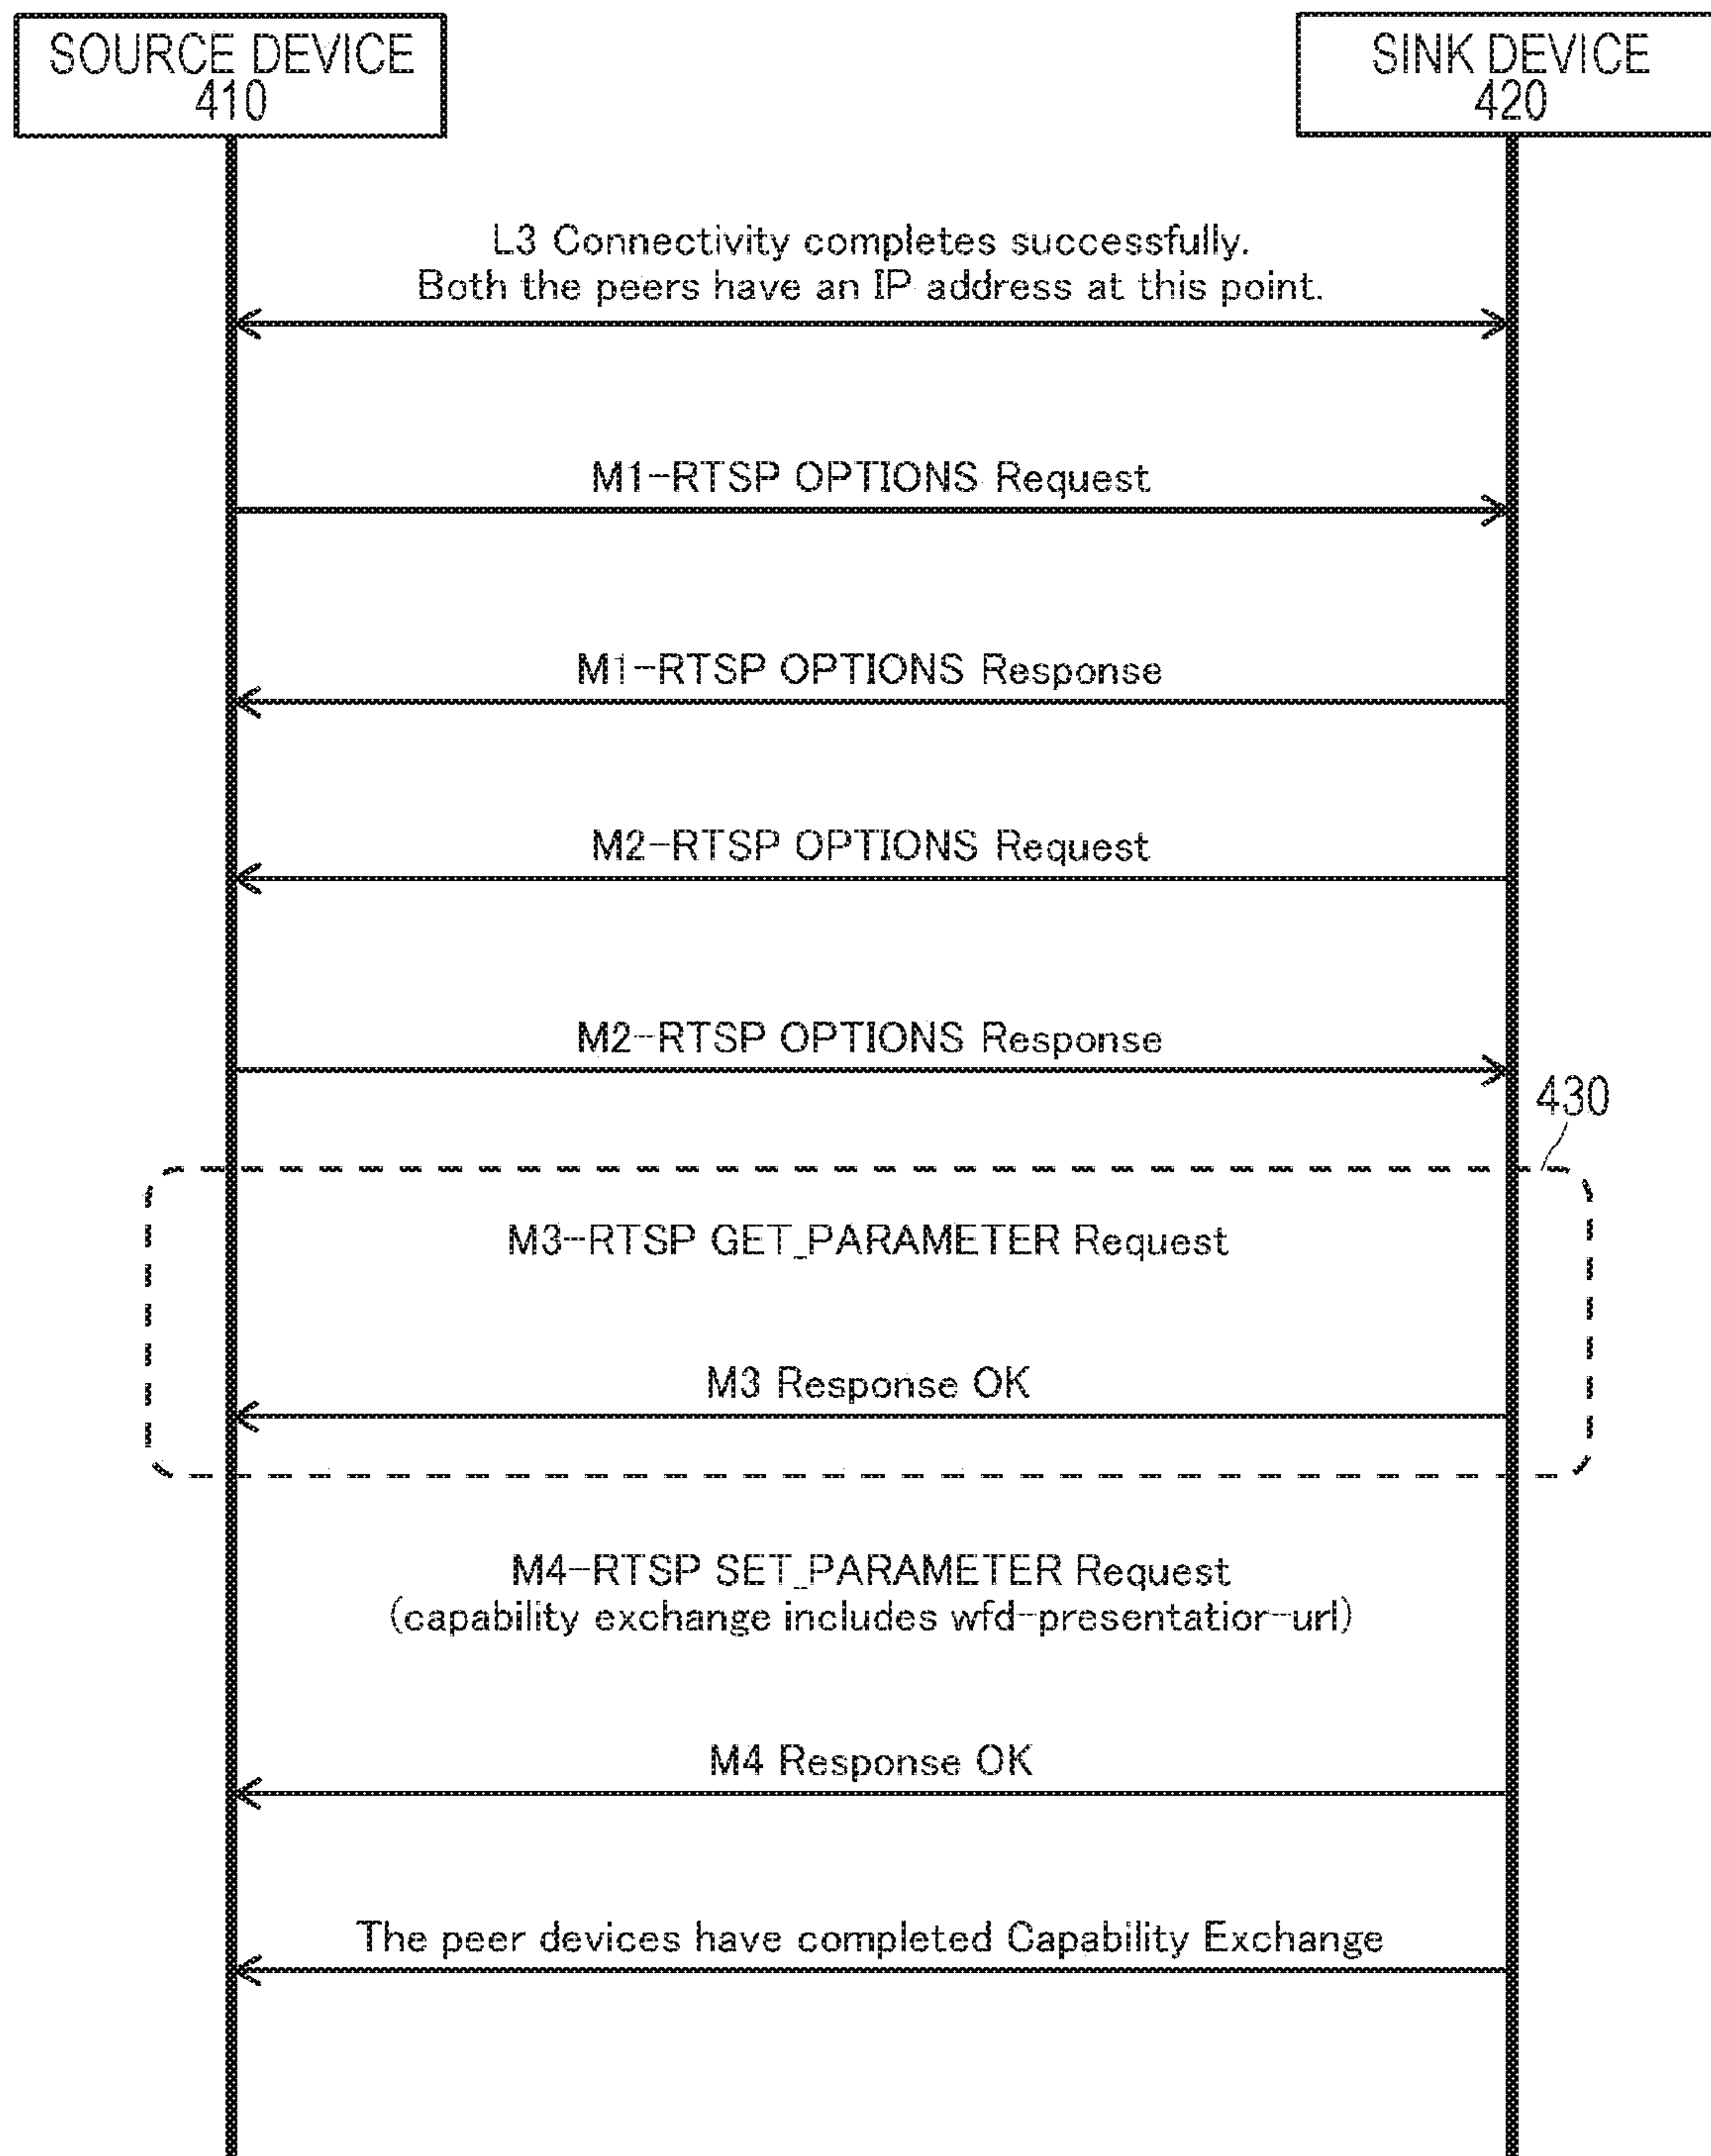 SOURCE DEVICE
410
SINK DEVICE
420
L3 Connectivity completes successfully.
Both the peers have an IP address at this point.
M1-RTSP OPTIONS Request
M1-RTSP OPTIONS Response
M2-RTSP OPTIONS Request
M2-RTSP OPTIONS Response
430
M3-RTSP GET_PARAMETER Request
M3 Response OK
M4-RTSP SET_PARAMETER Request
(capability exchange includes wfd-presentatior-url)
M4 Response OK
The peer devices have completed Capability Exchange